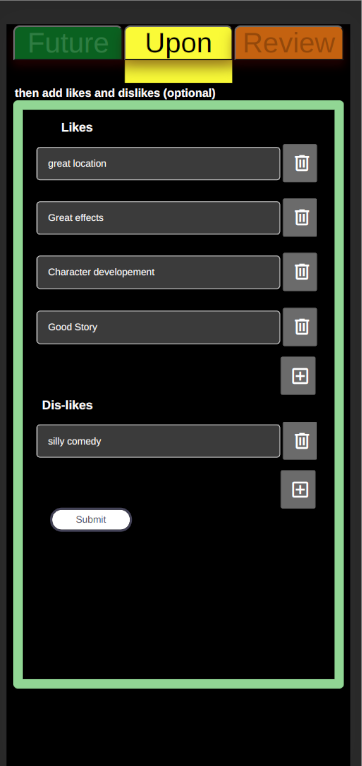 Future Upon Review
then add likes and dislikes (optional)
Likes
great location
Great effects
Character developement
Good Story
Dis-likes
silly comedy
Submit